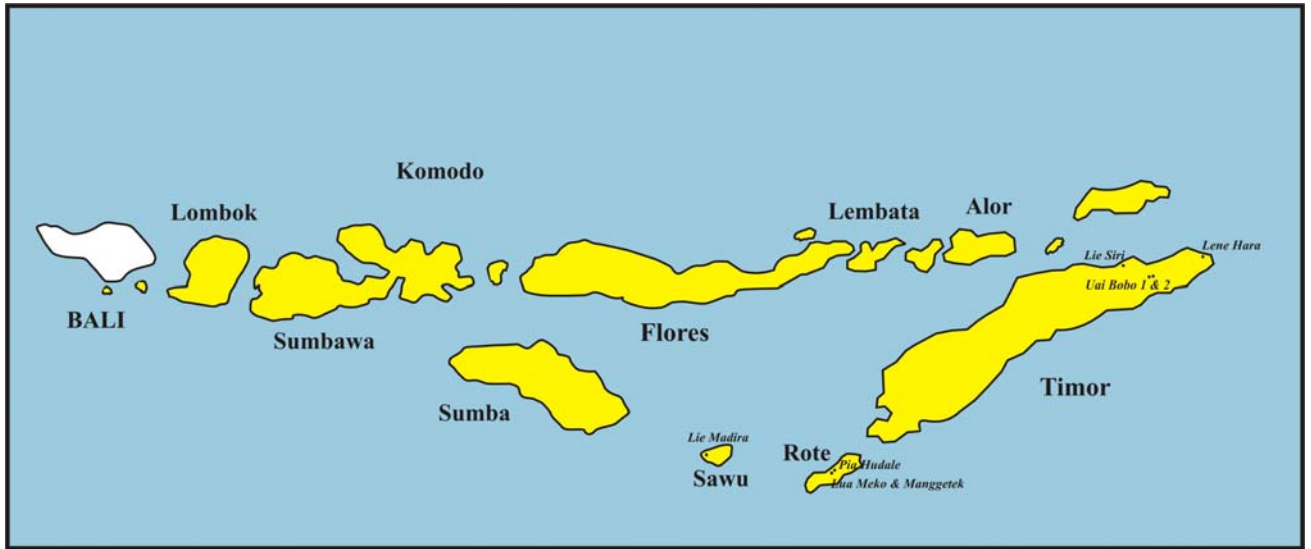 Komodo
Lombok
Lembata
Alor
Lene Hara
Lie Siri
Uai Bobo 1 & 2
BALI
Sumbawa
Flores
Timor
Sumba
Lie Madira
Rote
Pia Hudale
Sawu
Lua Meko & Manggetek